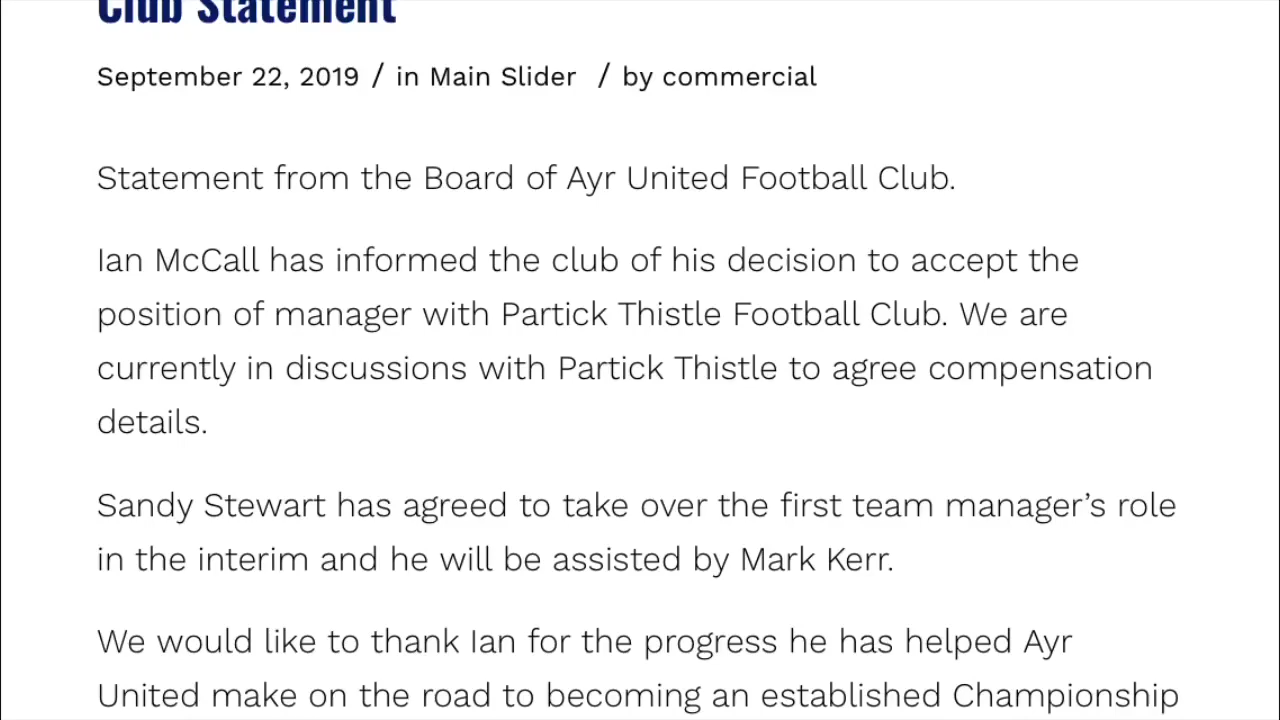 Club Statement
September 22, 2019 / in Main Slider / by commercial
Statement from the Board of Ayr United Football Club.
Ian McCall has informed the club of his decision to accept the
position of manager with Partick Thistle Football Club. We are
currently in discussions with Partick Thistle to agree compensation
details.
Sandy Stewart has agreed to take over the first team manager’s role
in the interim and he will be assisted by Mark Kerr.
We would like to thank Ian for the progress he has helped Ayr
United make on the road to becoming an established Championship